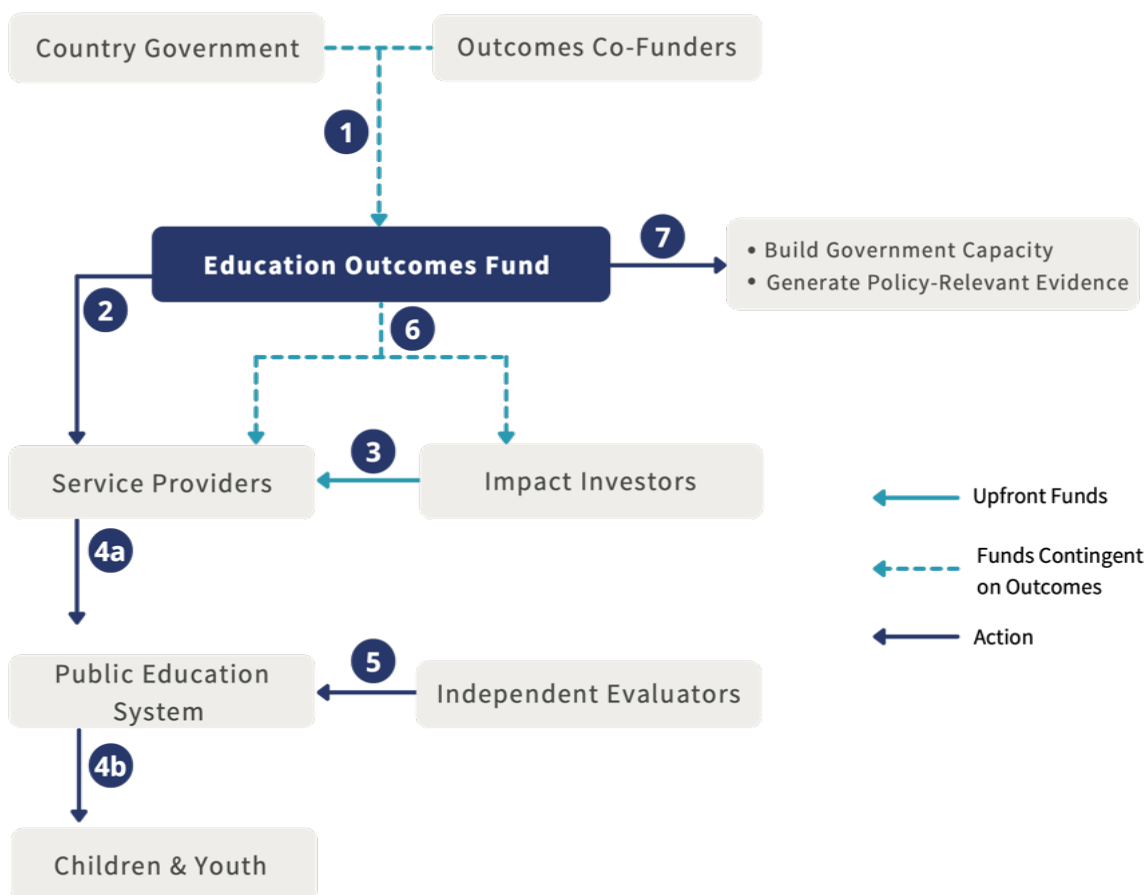 Country Government
Outcomes Co-Funders
1
Education Outcomes Fund
7
• Build Government Capacity
• Generate Policy-Relevant Evidence
2
6
3
Service Providers
Impact Investors
Upfront Funds
4a
Funds Contingent
on Outcomes
Action
Public Education
System
5
Independent Evaluators
4b
Children & Youth